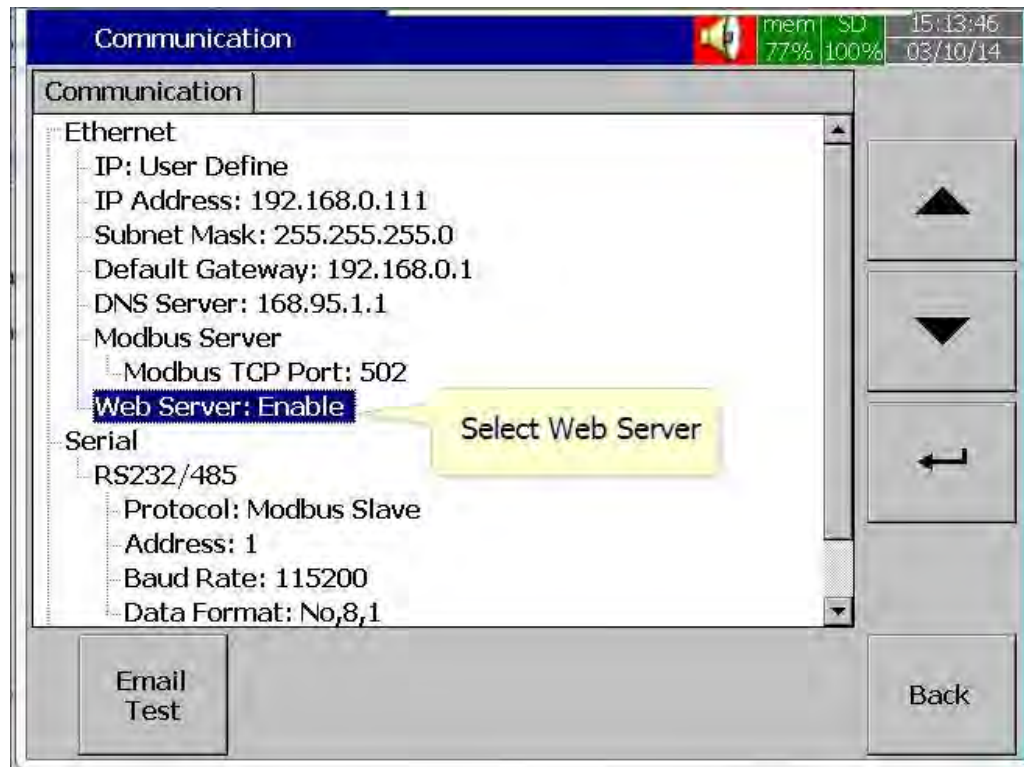 Communication
mem SD 15:13:46
77% 100% 03/10/14
Communication
Ethernet
IP: User Define
IP Address: 192.168.0.111
Subnet Mask: 255.255.255.0
Default Gateway: 192.168.0.1
DNS Server: 168.95.1.1
Modbus Server
Modbus TCP Port: 502
Web Server: Enable
Select Web Server
Serial
RS232/485
Protocol: Modbus Slave
Address: 1
Baud Rate: 115200
Data Format: No,8,1
Email
Test
Back